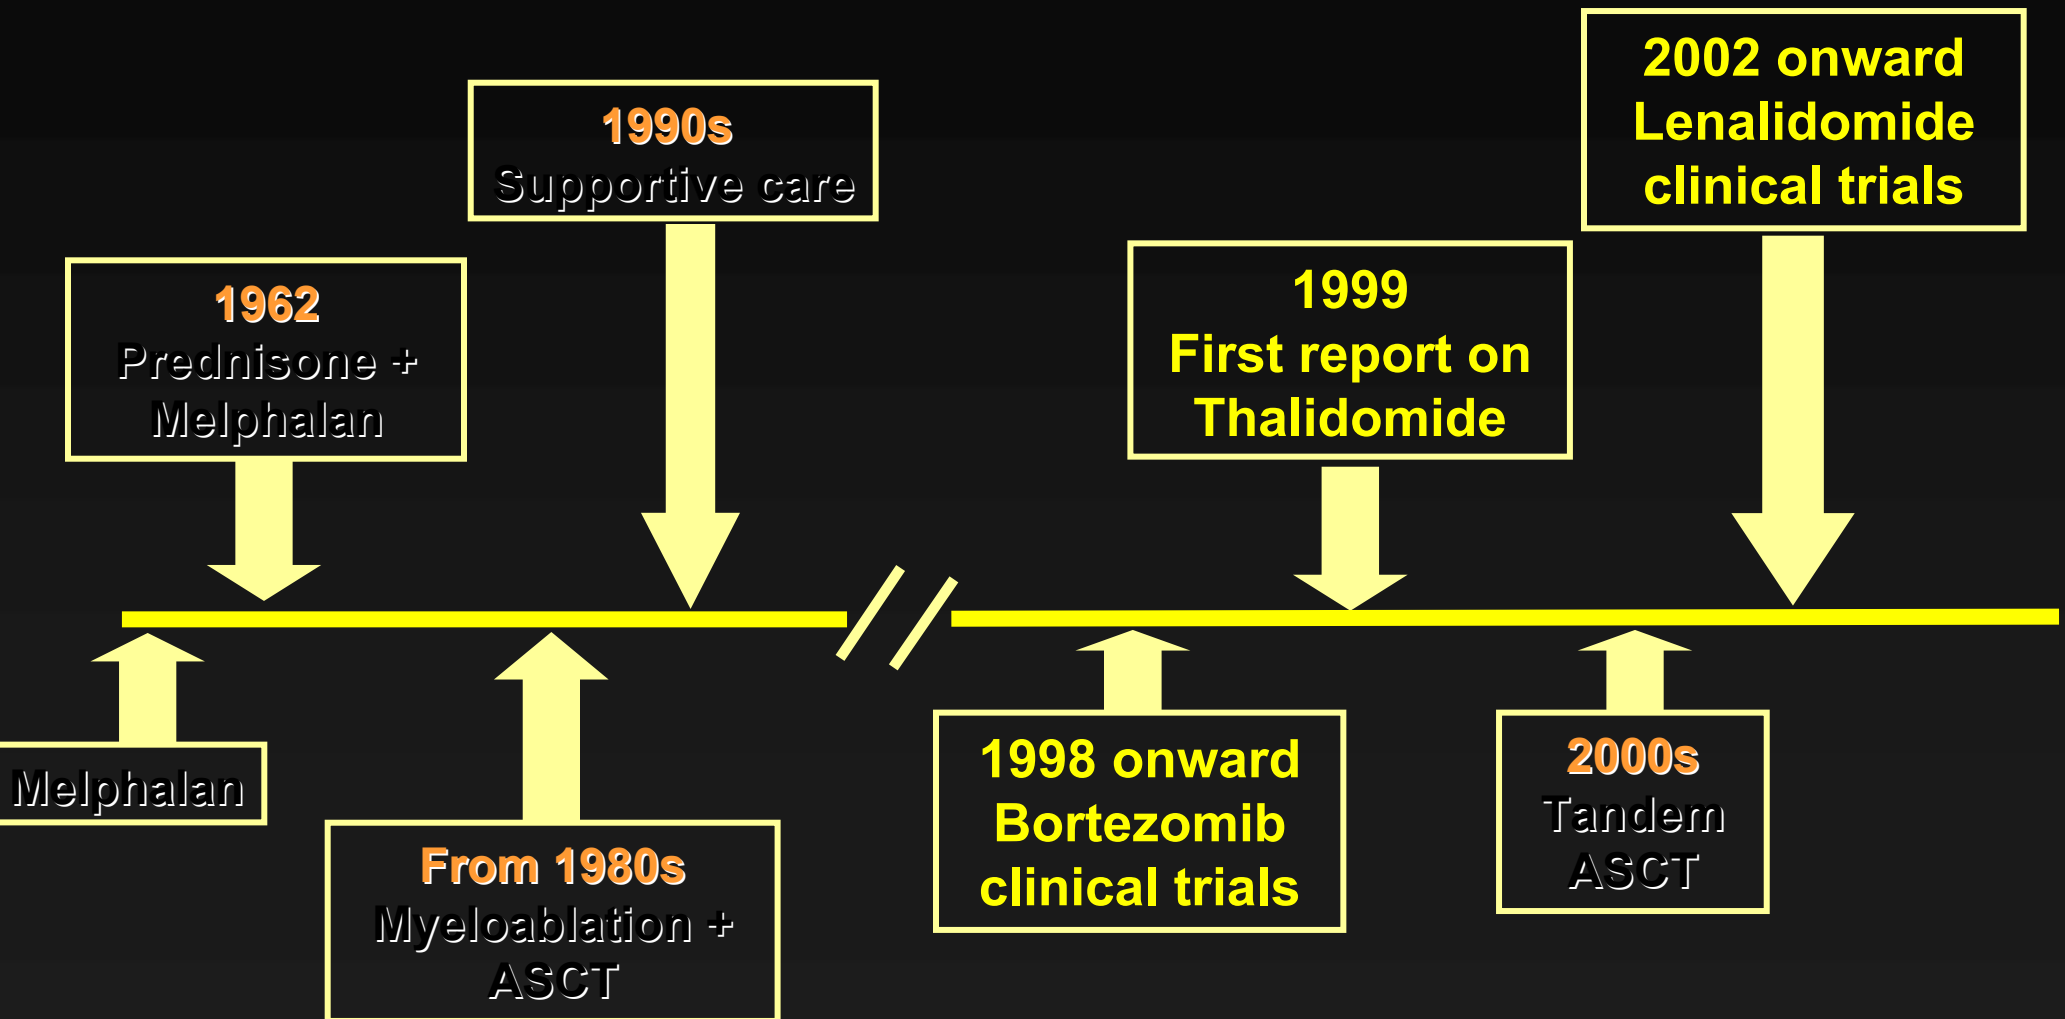 2002 onward
Lenalidomide
clinical trials
1990s
Supportive care
1962
Prednisone +
Melphalan
1999
First report on
Thalidomide
Melphalan
From 1980s
Myeloablation +
ASCT
1998 onward
Bortezomib
clinical trials
2000s
Tandem
ASCT